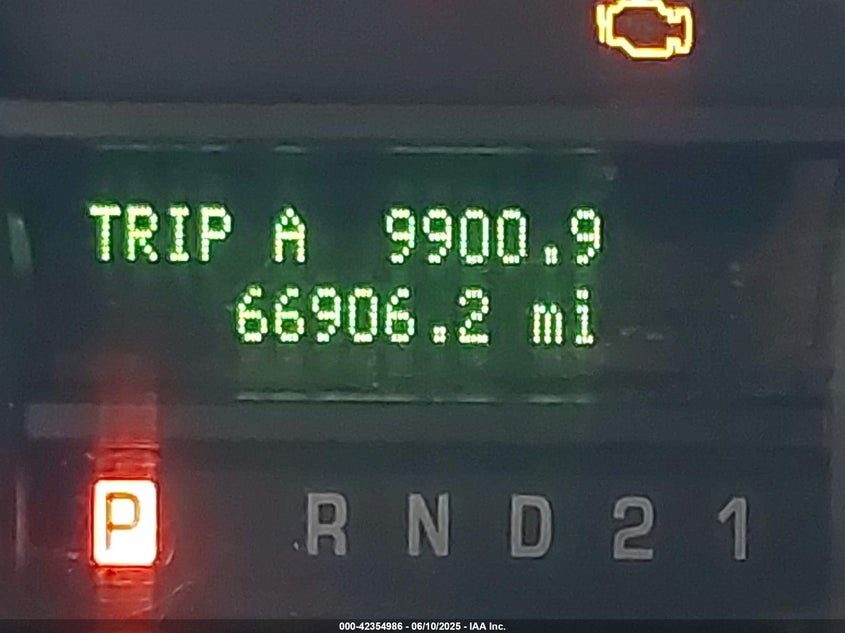 TRIP A 9900.9
66906.2 mi
P R N D 2 1
000-42354986 - 06/10/2025 - IAA Inc.